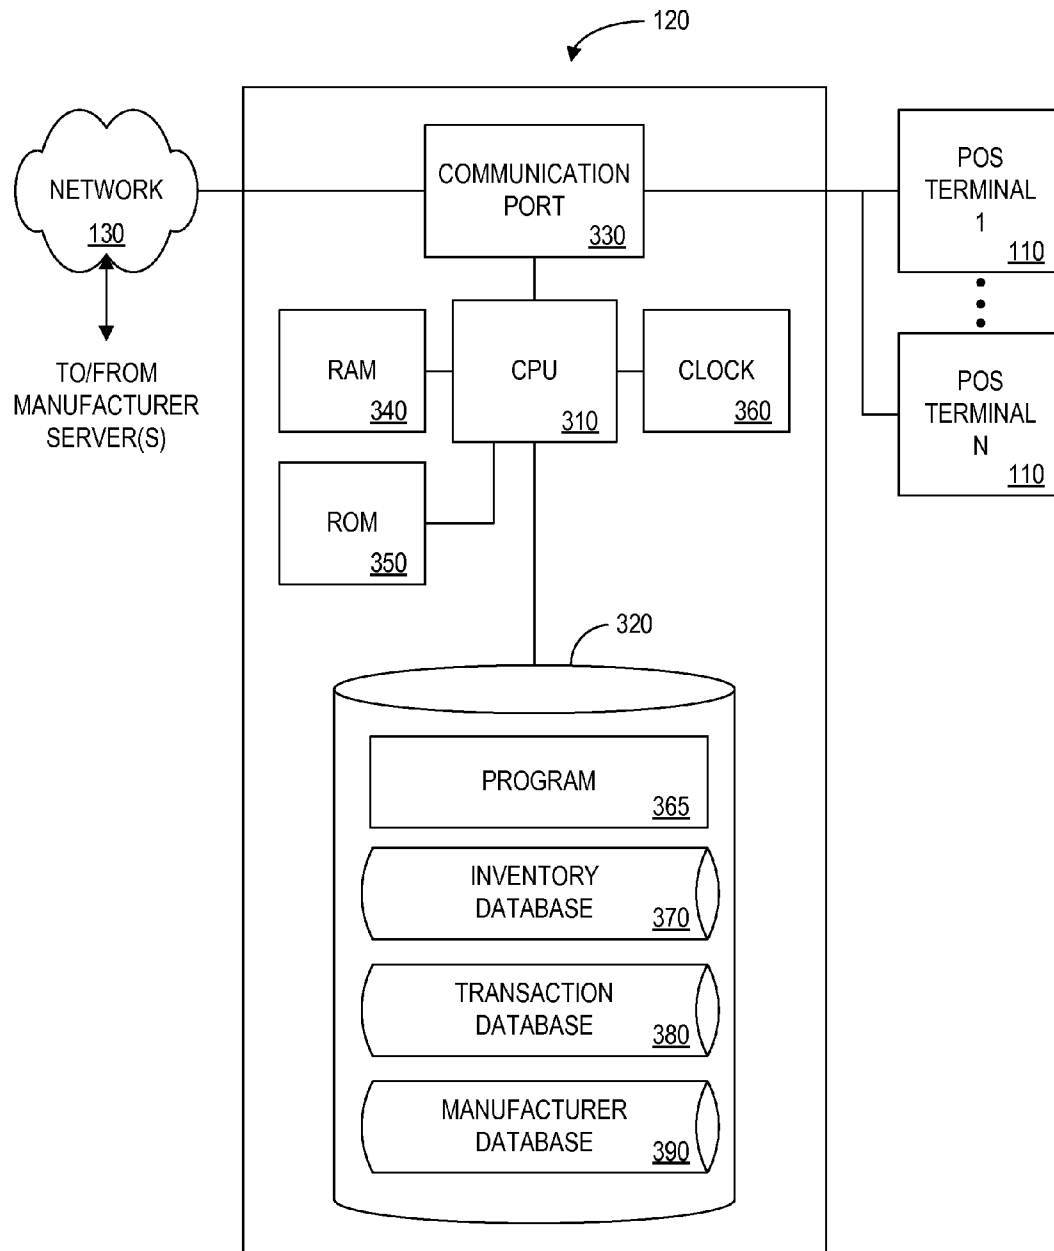 120
NETWORK
130
TO/FROM
MANUFACTURER
SERVER(S)
COMMUNICATION
PORT
330
POS
TERMINAL
1
110
RAM
340
CPU
310
CLOCK
360
POS
TERMINAL
N
110
ROM
350
320
PROGRAM
365
INVENTORY
DATABASE
370
TRANSACTION
DATABASE
380
MANUFACTURER
DATABASE
390